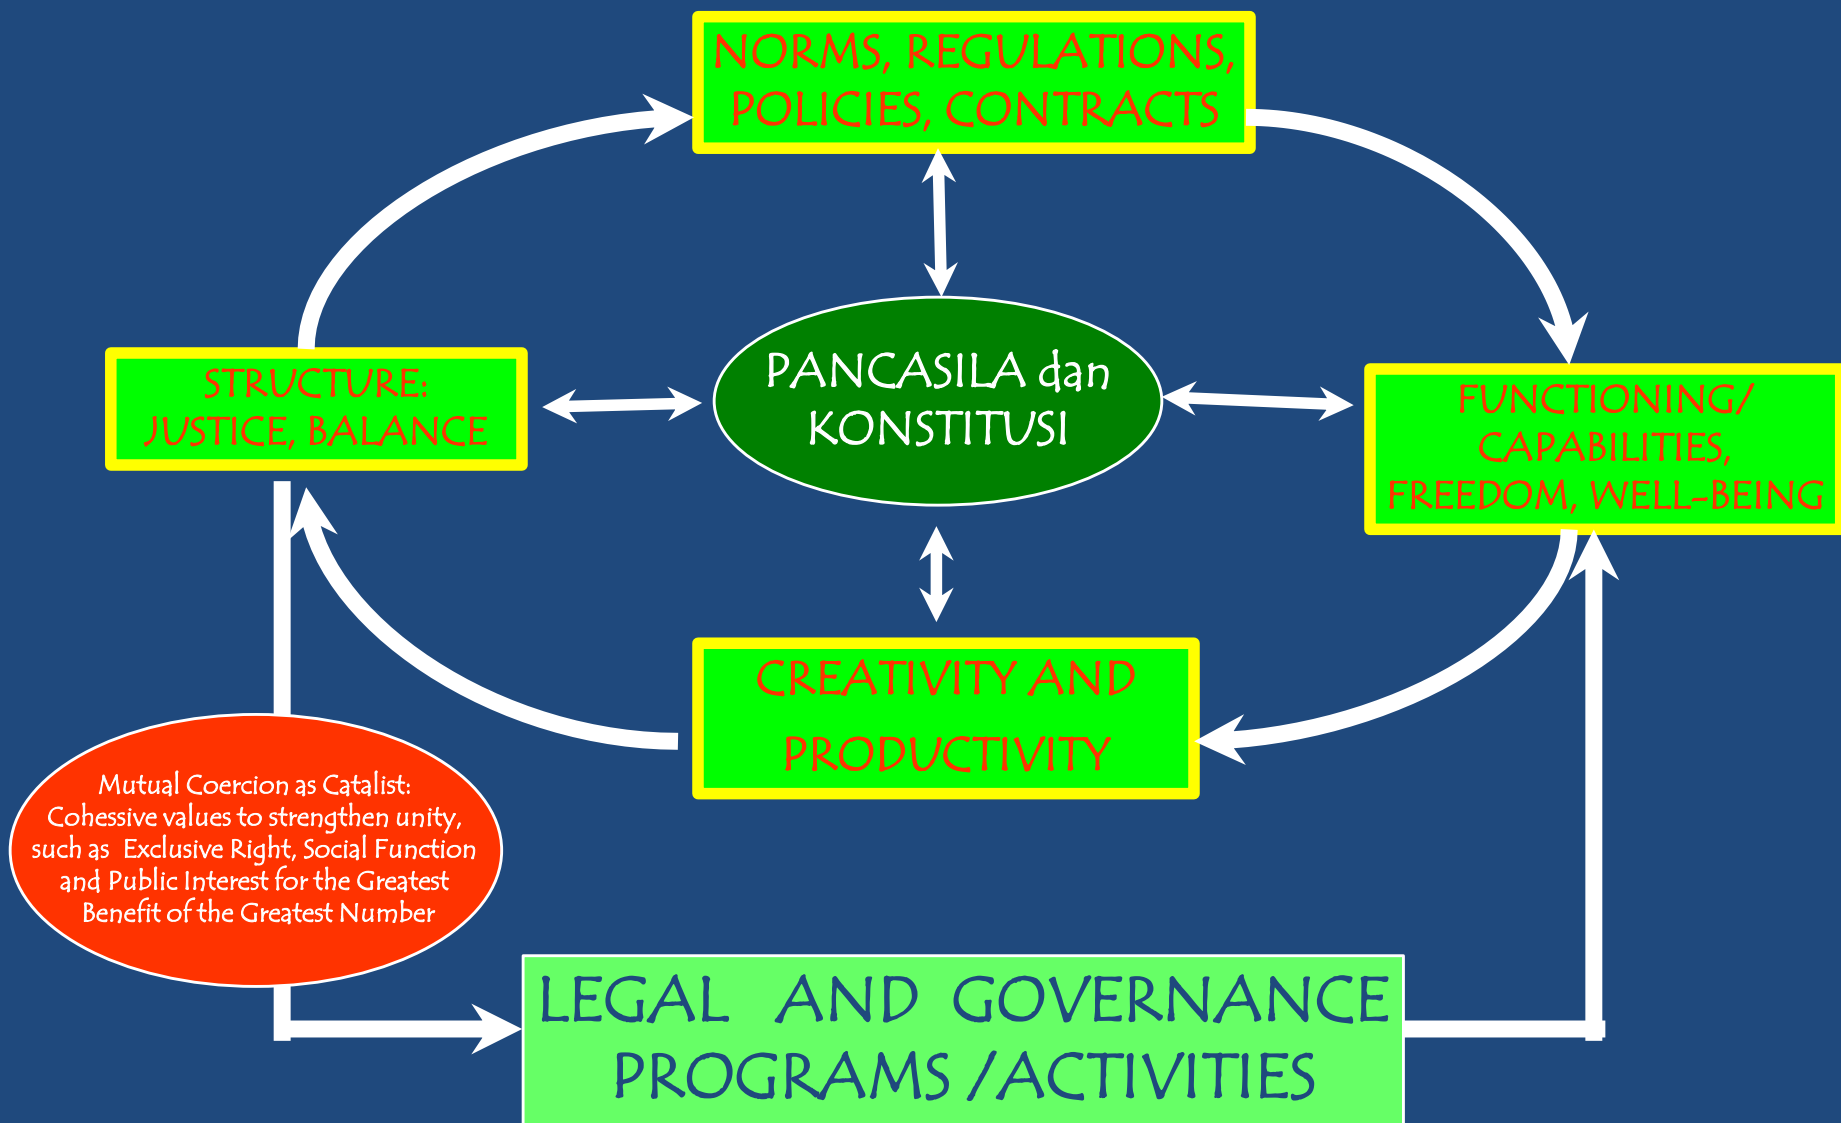 NORMS, REGULATIONS,
POLICIES, CONTRACTS
PANCASILA dan
KONSTITUSI
STRUCTURE:
JUSTICE, BALANCE
FUNCTIONING/
CAPABILITIES,
FREEDOM, WELL-BEING
CREATIVITY AND
PRODUCTIVITY
Mutual Coercion as Catalist:
Cohessive values to strengthen unity,
such as Exclusive Right, Social Function
and Public Interest for the Greatest
Benefit of the Greatest Number
LEGAL AND GOVERNANCE
PROGRAMS /ACTIVITIES